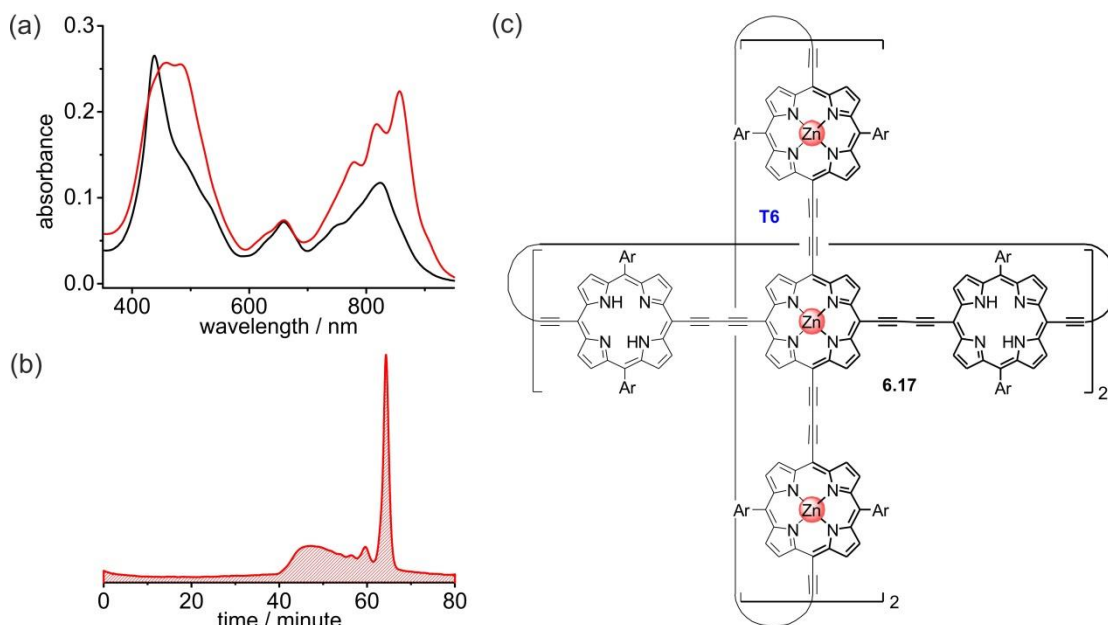 (a)
0.3
0.2
0.1
0.0
absorbance
400
600
800
wavelength / nm
(b)
0
20
40
60
80
time / minute
(c)
2
Ar
N
N
Zn
N
N
Ar
T6
Ar
NH
N
N
HN
Ar
N
N
Zn
N
N
6.17
Ar
NH
N
N
HN
Ar
2
Ar
N
N
Zn
N
N
Ar
2